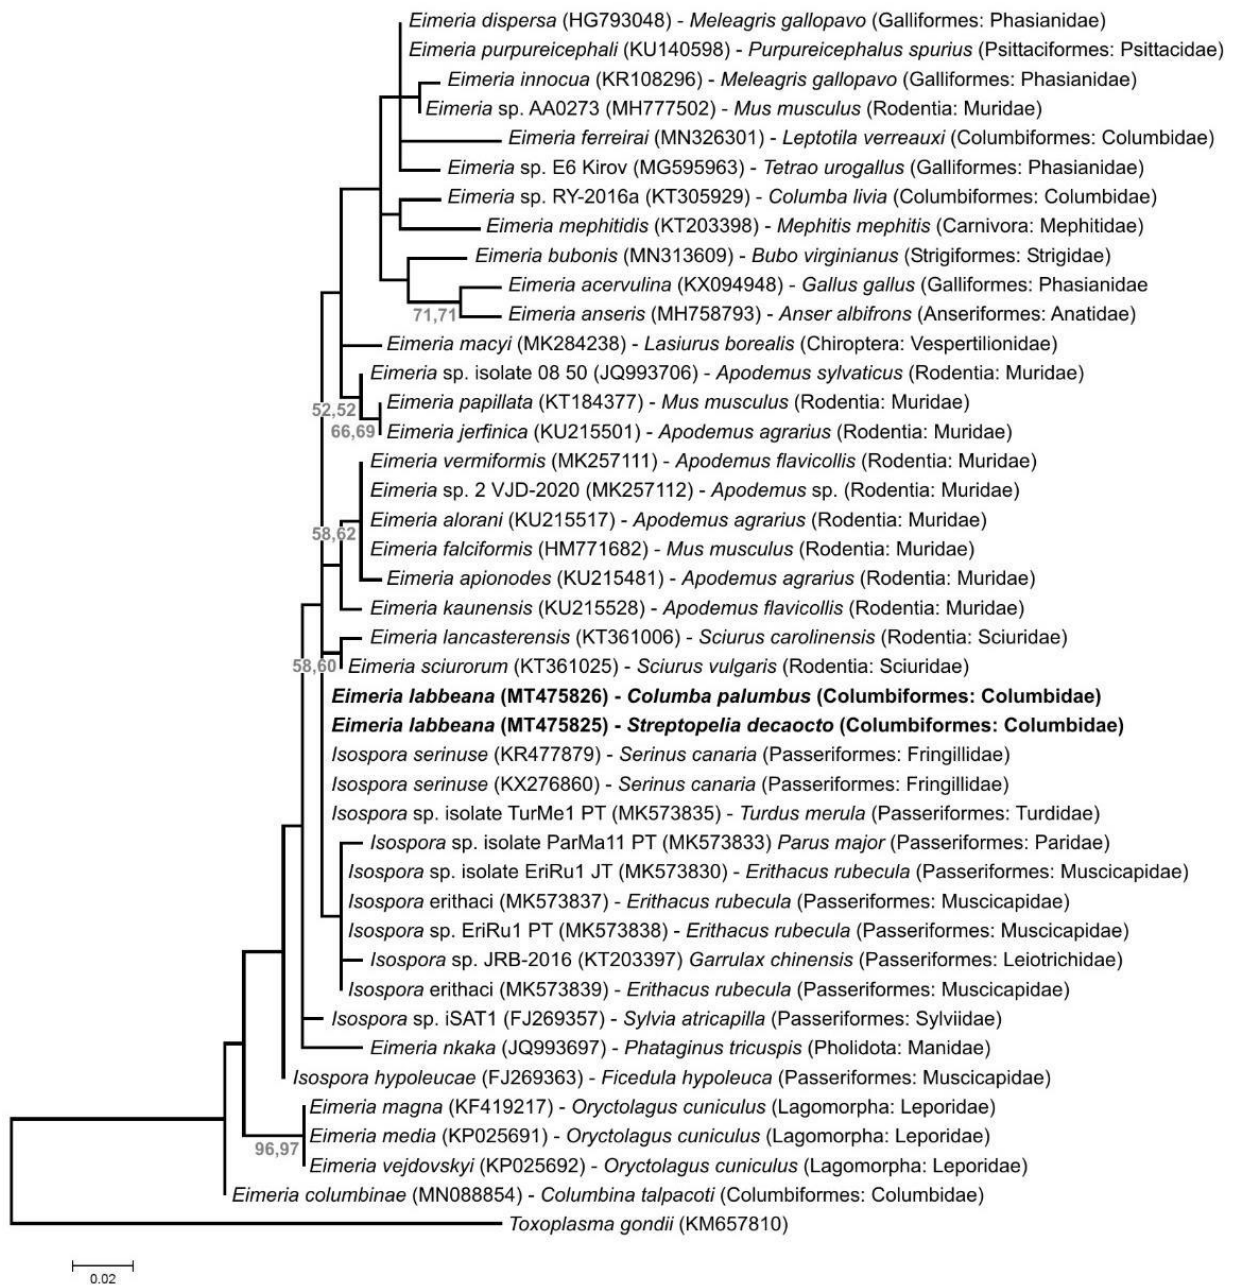 Eimeria dispersa (HG793048) - Meleagris gallopavo (Galliformes: Phasianidae)
Eimeria purpureicephali (KU140598) - Purpureicephalus spurius (Psittaciformes: Psittacidae)
Eimeria innocua (KR108296) - Meleagris gallopavo (Galliformes: Phasianidae)
Eimeria sp. AA0273 (MH777502) - Mus musculus (Rodentia: Muridae)
Eimeria ferreirai (MN326301) - Leptotila verreauxi (Columbiformes: Columbidae)
Eimeria sp. E6 Kirov (MG595963) - Tetrao urogallus (Galliformes: Phasianidae)
Eimeria sp. RY-2016a (KT305929) - Columba livia (Columbiformes: Columbidae)
Eimeria mephitidis (KT203398) - Mephitis mephitis (Carnivora: Mephitidae)
Eimeria bubonis (MN313609) - Bubo virginianus (Strigiformes: Strigidae)
Eimeria acervulina (KX094948) - Gallus gallus (Galliformes: Phasianidae
71,71
Eimeria anseris (MH758793) - Anser albifrons (Anseriformes: Anatidae)
Eimeria macyi (MK284238) - Lasiurus borealis (Chiroptera: Vespertilionidae)
Eimeria sp. isolate 08 50 (JQ993706) - Apodemus sylvaticus (Rodentia: Muridae)
52,52
Eimeria papillata (KT184377) - Mus musculus (Rodentia: Muridae)
66,69
Eimeria jerfinica (KU215501) - Apodemus agrarius (Rodentia: Muridae)
Eimeria vermiformis (MK257111) - Apodemus flavicollis (Rodentia: Muridae)
Eimeria sp. 2 VJD-2020 (MK257112) - Apodemus sp. (Rodentia: Muridae)
Eimeria alorani (KU215517) - Apodemus agrarius (Rodentia: Muridae)
58,62
Eimeria falciformis (HM771682) - Mus musculus (Rodentia: Muridae)
Eimeria apionodes (KU215481) - Apodemus agrarius (Rodentia: Muridae)
Eimeria kaunensis (KU215528) - Apodemus flavicollis (Rodentia: Muridae)
Eimeria lancasterensis (KT361006) - Sciurus carolinensis (Rodentia: Sciuridae)
58,60
Eimeria sciurorum (KT361025) - Sciurus vulgaris (Rodentia: Sciuridae)
Eimeria labbeana (MT475826) - Columba palumbus (Columbiformes: Columbidae)
Eimeria labbeana (MT475825) - Streptopelia decaocto (Columbiformes: Columbidae)
Isospora serinuse (KR477879) - Serinus canaria (Passeriformes: Fringillidae)
Isospora serinuse (KX276860) - Serinus canaria (Passeriformes: Fringillidae)
Isospora sp. isolate TurMe1 PT (MK573835) - Turdus merula (Passeriformes: Turdidae)
Isospora sp. isolate ParMa11 PT (MK573833) Parus major (Passeriformes: Paridae)
Isospora sp. isolate EriRu1 JT (MK573830) - Erithacus rubecula (Passeriformes: Muscicapidae)
Isospora erithaci (MK573837) - Erithacus rubecula (Passeriformes: Muscicapidae)
Isospora sp. EriRu1 PT (MK573838) - Erithacus rubecula (Passeriformes: Muscicapidae)
Isospora sp. JRB-2016 (KT203397) Garrulax chinensis (Passeriformes: Leiotrichidae)
Isospora erithaci (MK573839) - Erithacus rubecula (Passeriformes: Muscicapidae)
Isospora sp. iSAT1 (FJ269357) - Sylvia atricapilla (Passeriformes: Sylviidae)
Eimeria nkaka (JQ993697) - Phataginus tricuspis (Pholidota: Manidae)
Isospora hypoleucae (FJ269363) - Ficedula hypoleuca (Passeriformes: Muscicapidae)
Eimeria magna (KF419217) - Oryctolagus cuniculus (Lagomorpha: Leporidae)
Eimeria media (KP025691) - Oryctolagus cuniculus (Lagomorpha: Leporidae)
96,97
Eimeria vejdovskyi (KP025692) - Oryctolagus cuniculus (Lagomorpha: Leporidae)
Eimeria columbinae (MN088854) - Columbina talpacoti (Columbiformes: Columbidae)
Toxoplasma gondii (KM657810)
0.02